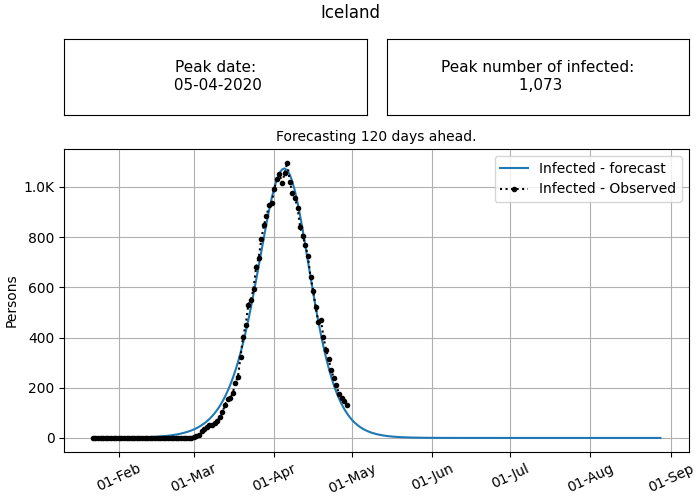 Iceland
Peak date:
05-04-2020
Peak number of infected:
1,073
Forecasting 120 days ahead.
Infected - forecast
Infected - Observed
1.0K
800
600
400
200
0
Persons
01-Feb
01-Mar
01-Apr
01-May
01-Jun
01-Jul
01-Aug
01-Sep